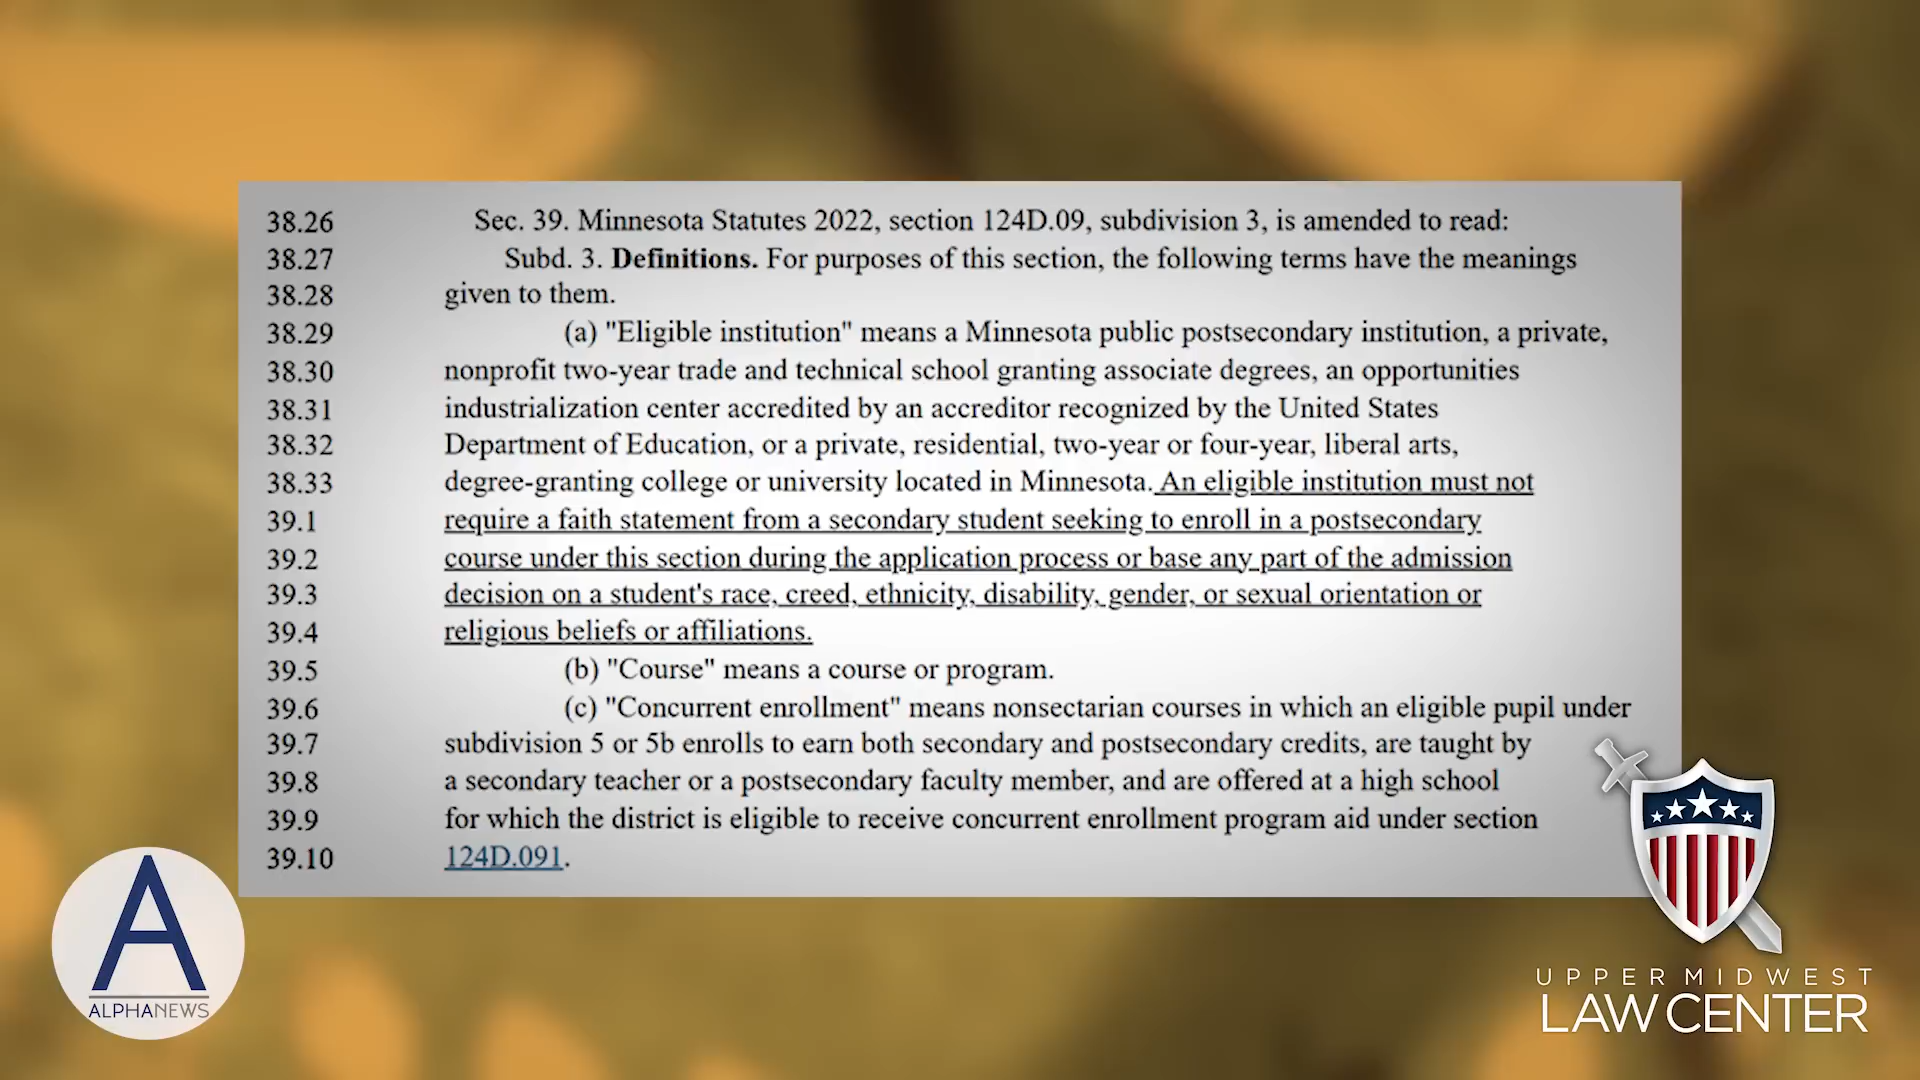 38.26 Sec. 39. Minnesota Statutes 2022, section 124D.09, subdivision 3, is amended to read:
38.27 Subd. 3. Definitions. For purposes of this section, the following terms have the meanings
38.28 given to them.
38.29 (a) "Eligible institution" means a Minnesota public postsecondary institution, a private,
38.30 nonprofit two-year trade and technical school granting associate degrees, an opportunities
38.31 industrialization center accredited by an accreditor recognized by the United States
38.32 Department of Education, or a private, residential, two-year or four-year, liberal arts,
38.33 degree-granting college or university located in Minnesota. An eligible institution must not
39.1 require a faith statement from a secondary student seeking to enroll in a postsecondary
39.2 course under this section during the application process or base any part of the admission
39.3 decision on a student's race, creed, ethnicity, disability, gender, or sexual orientation or
39.4 religious beliefs or affiliations.
39.5 (b) "Course" means a course or program.
39.6 (c) "Concurrent enrollment" means nonsectarian courses in which an eligible pupil under
39.7 subdivision 5 or 5b enrolls to earn both secondary and postsecondary credits, are taught by
39.8 a secondary teacher or a postsecondary faculty member, and are offered at a high school
39.9 for which the district is eligible to receive concurrent enrollment program aid under section
39.10 124D.091.
A
ALPHANEWS
UPPER MIDWEST
LAW CENTER